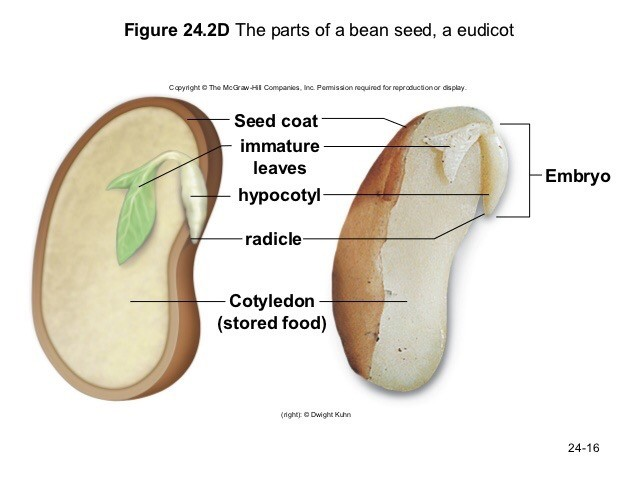 Figure 24.2D The parts of a bean seed, a eudicot
Copyright © The McGraw-Hill Companies, Inc. Permission required for reproduction or display.
Seed coat
immature
leaves
hypocotyl
Embryo
radicle
Cotyledon
(stored food)
(right): © Dwight Kuhn
24-16